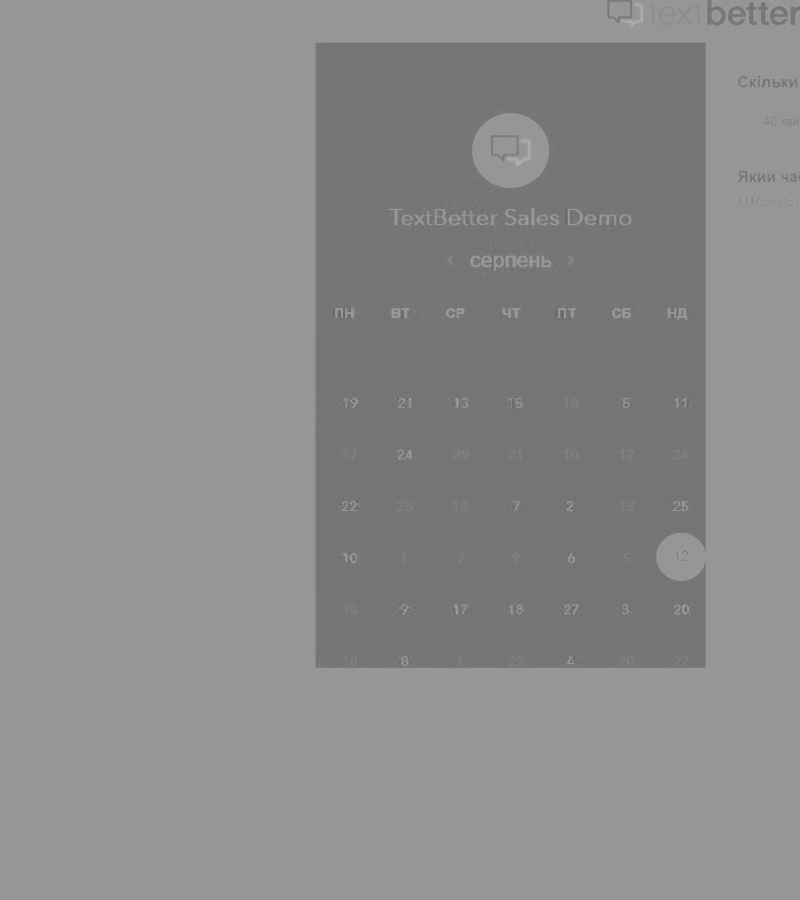 textbetter
TextBetter Sales Demo
серпень
ПН ВТ СР ЧТ ПТ СБ НД
19 21 13 15 18 5 11
17 24 29 21 10 12 24
22 25 18 7 2 13 25
10 1 7 9 6 5 12
10 9 17 18 27 3 20
18 8 1 22 4 20 27
Скільки
40 хви
Який час
UTC +03: